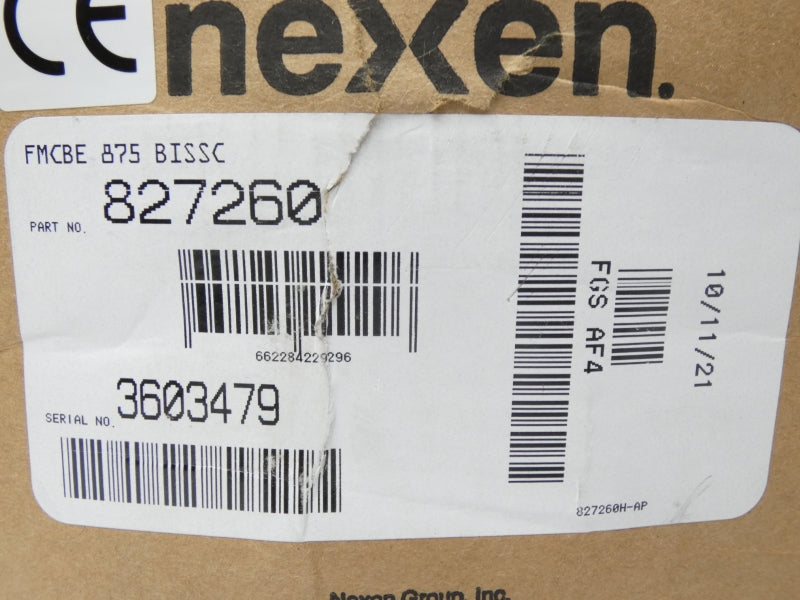 CE
nexen.
FMCBE 875 BISSC
PART NO. 827260
662284229296
SERIAL NO. 3603479
FGS AF4
10/11/21
827260H-AP
Nexen Group, Inc.